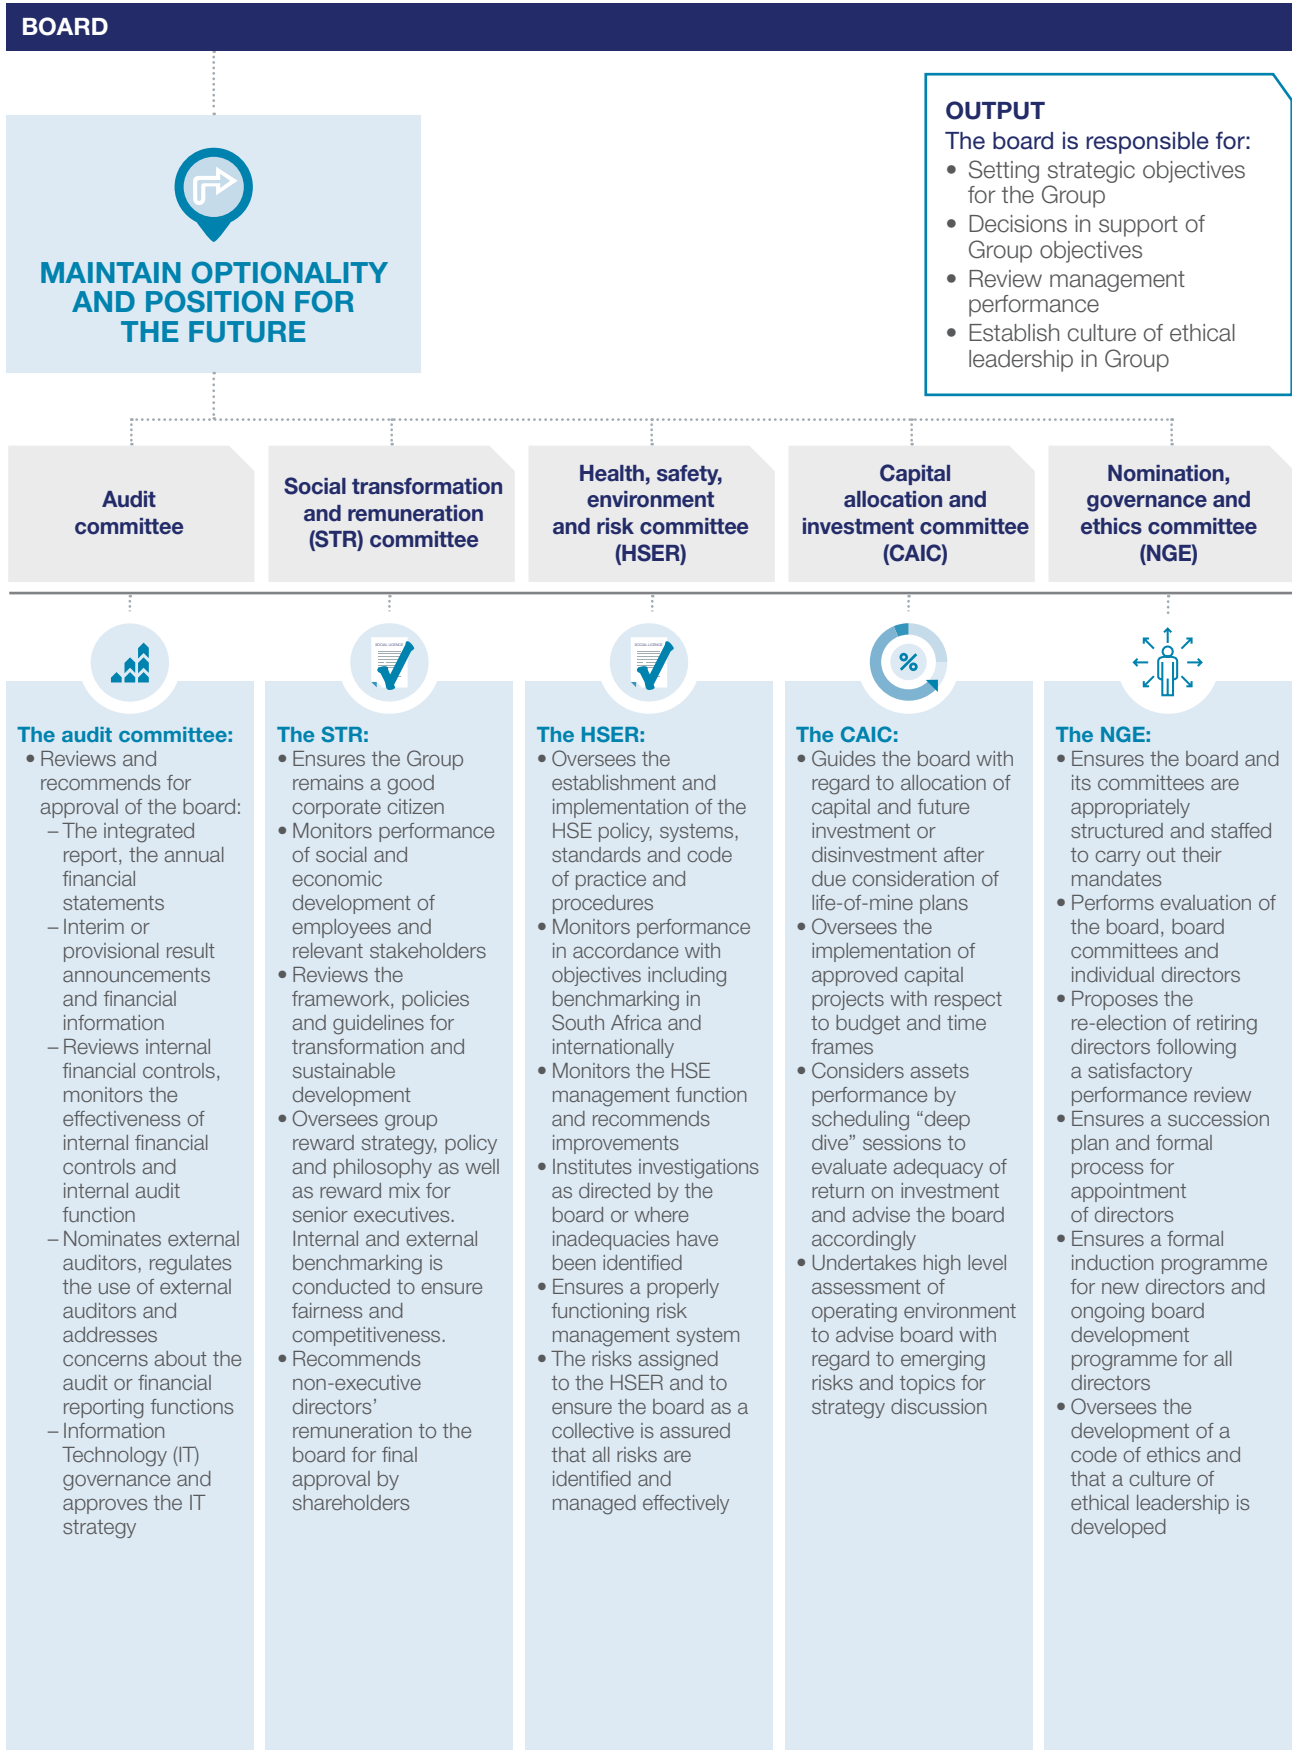 BOARD
OUTPUT
The board is responsible for:
• Setting strategic objectives
for the Group
• Decisions in support of
Group objectives
• Review management
performance
• Establish culture of ethical
leadership in Group
MAINTAIN OPTIONALITY
AND POSITION FOR
THE FUTURE
Audit
committee
Social transformation
and remuneration
(STR) committee
Health, safety,
environment
and risk committee
(HSER)
Capital
allocation and
investment committee
(CAIC)
Nomination,
governance and
ethics committee
(NGE)
SOCIAL LICENCE
SOCIAL LICENCE
%
The audit committee:
• Reviews and
recommends for
approval of the board:
– The integrated
report, the annual
financial
statements
– Interim or
provisional result
announcements
and financial
information
– Reviews internal
financial controls,
monitors the
effectiveness of
internal financial
controls and
internal audit
function
– Nominates external
auditors, regulates
the use of external
auditors and
addresses
concerns about the
audit or financial
reporting functions
– Information
Technology (IT)
governance and
approves the IT
strategy
The STR:
• Ensures the Group
remains a good
corporate citizen
• Monitors performance
of social and
economic
development of
employees and
relevant stakeholders
• Reviews the
framework, policies
and guidelines for
transformation and
sustainable
development
• Oversees group
reward strategy, policy
and philosophy as well
as reward mix for
senior executives.
Internal and external
benchmarking is
conducted to ensure
fairness and
competitiveness.
• Recommends
non-executive
directors’
remuneration to the
board for final
approval by
shareholders
The HSER:
• Oversees the
establishment and
implementation of the
HSE policy, systems,
standards and code
of practice and
procedures
• Monitors performance
in accordance with
objectives including
benchmarking in
South Africa and
internationally
• Monitors the HSE
management function
and recommends
improvements
• Institutes investigations
as directed by the
board or where
inadequacies have
been identified
• Ensures a properly
functioning risk
management system
• The risks assigned
to the HSER and to
ensure the board as a
collective is assured
that all risks are
identified and
managed effectively
The CAIC:
• Guides the board with
regard to allocation of
capital and future
investment or
disinvestment after
due consideration of
life-of-mine plans
• Oversees the
implementation of
approved capital
projects with respect
to budget and time
frames
• Considers assets
performance by
scheduling “deep
dive” sessions to
evaluate adequacy of
return on investment
and advise the board
accordingly
• Undertakes high level
assessment of
operating environment
to advise board with
regard to emerging
risks and topics for
strategy discussion
The NGE:
• Ensures the board and
its committees are
appropriately
structured and staffed
to carry out their
mandates
• Performs evaluation of
the board, board
committees and
individual directors
• Proposes the
re-election of retiring
directors following
a satisfactory
performance review
• Ensures a succession
plan and formal
process for
appointment
of directors
• Ensures a formal
induction programme
for new directors and
ongoing board
development
programme for all
directors
• Oversees the
development of a
code of ethics and
that a culture of
ethical leadership is
developed